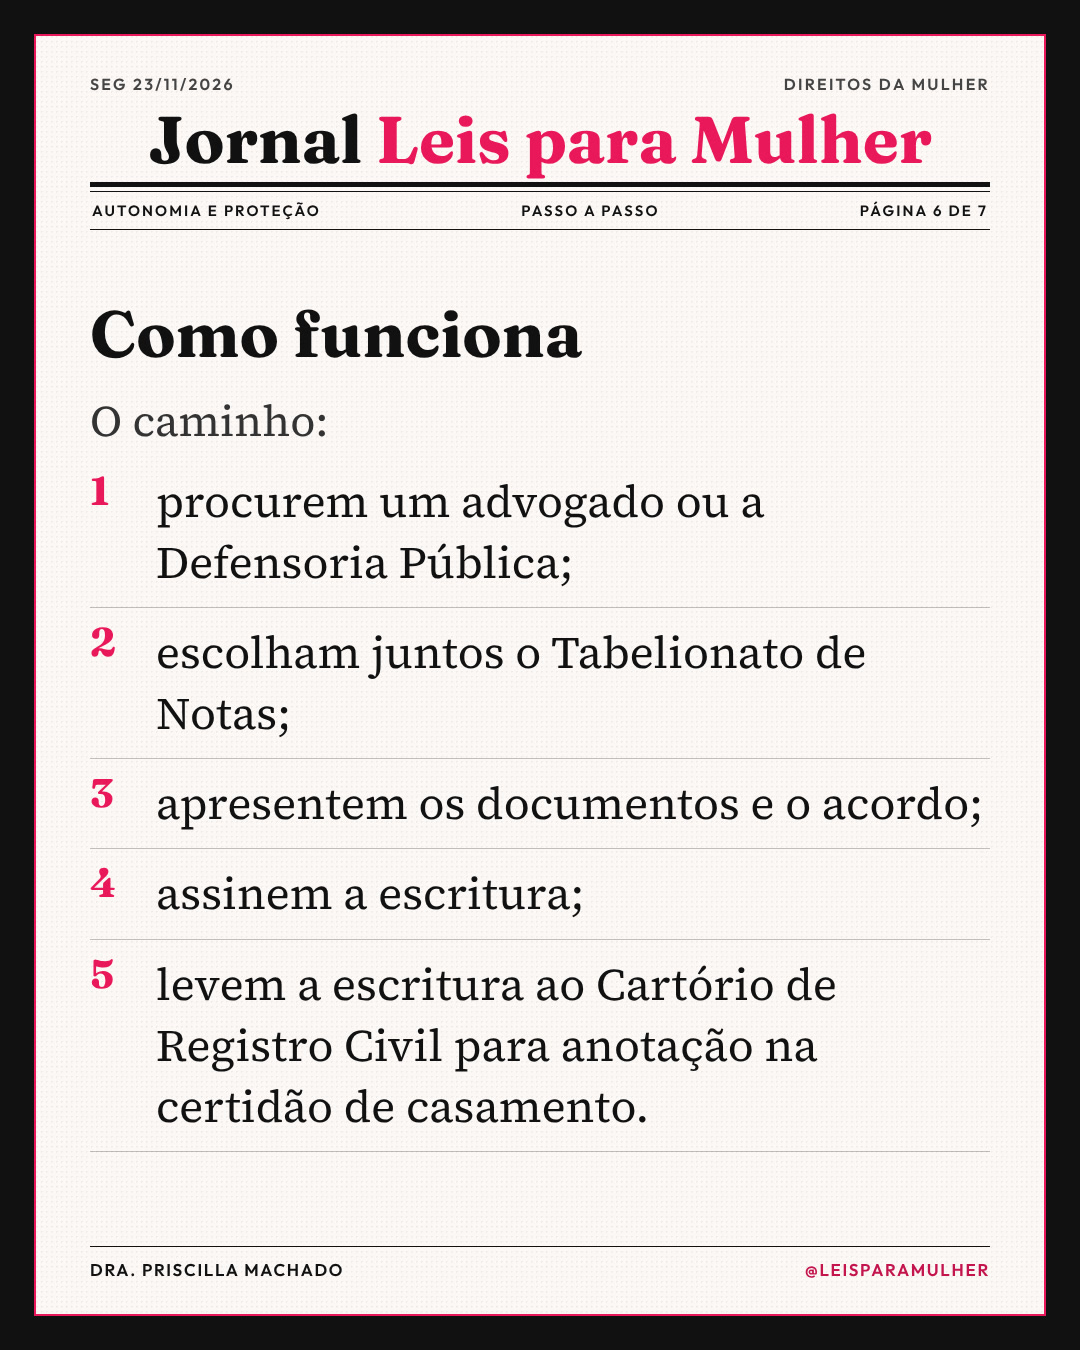 SEG 23/11/2026
DIREITOS DA MULHER
Jornal Leis para Mulher
AUTONOMIA E PROTEÇÃO
PASSO A PASSO
PÁGINA 6 DE 7
Como funciona
O caminho:
1 procurem um advogado ou a
Defensoria Pública;
2 escolham juntos o Tabelionato de
Notas;
3 apresentem os documentos e o acordo;
4 assinem a escritura;
5 levem a escritura ao Cartório de
Registro Civil para anotação na
certidão de casamento.
DRA. PRISCILLA MACHADO
@LEISPARAMULHER